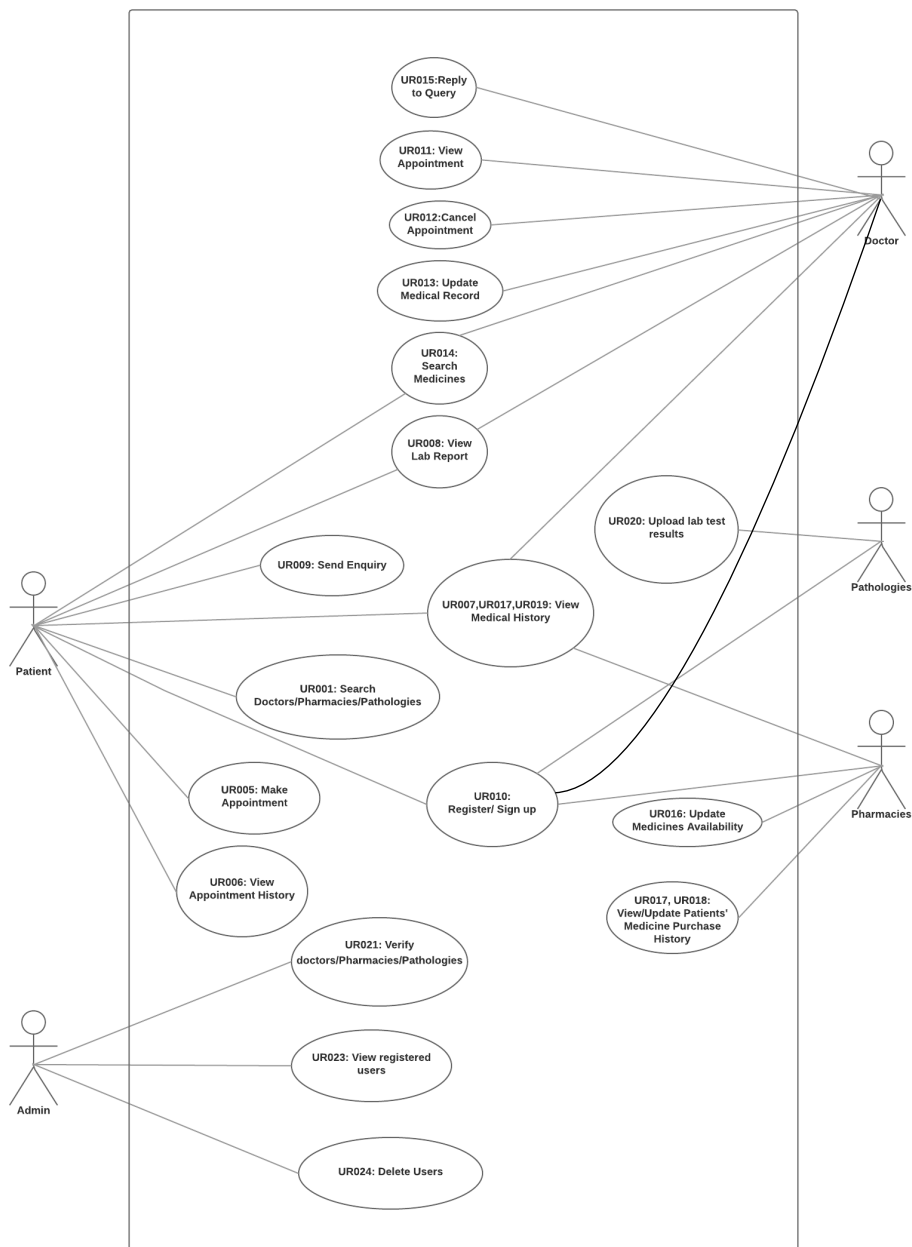 UR015:Reply
to Query
UR011: View
Appointment
UR012:Cancel
Appointment
Doctor
UR013: Update
Medical Record
UR014:
Search
Medicines
UR008: View
Lab Report
UR020: Upload lab test
results
UR009: Send Enquiry
Pathologies
UR007,UR017,UR019: View
Medical History
Patient
UR001: Search
Doctors/Pharmacies/Pathologies
UR005: Make
Appointment
UR010:
Register/ Sign up
UR016: Update
Medicines Availability
Pharmacies
UR006: View
Appointment History
UR017, UR018:
View/Update Patients'
Medicine Purchase
History
UR021: Verify
doctors/Pharmacies/Pathologies
UR023: View registered
users
Admin
UR024: Delete Users